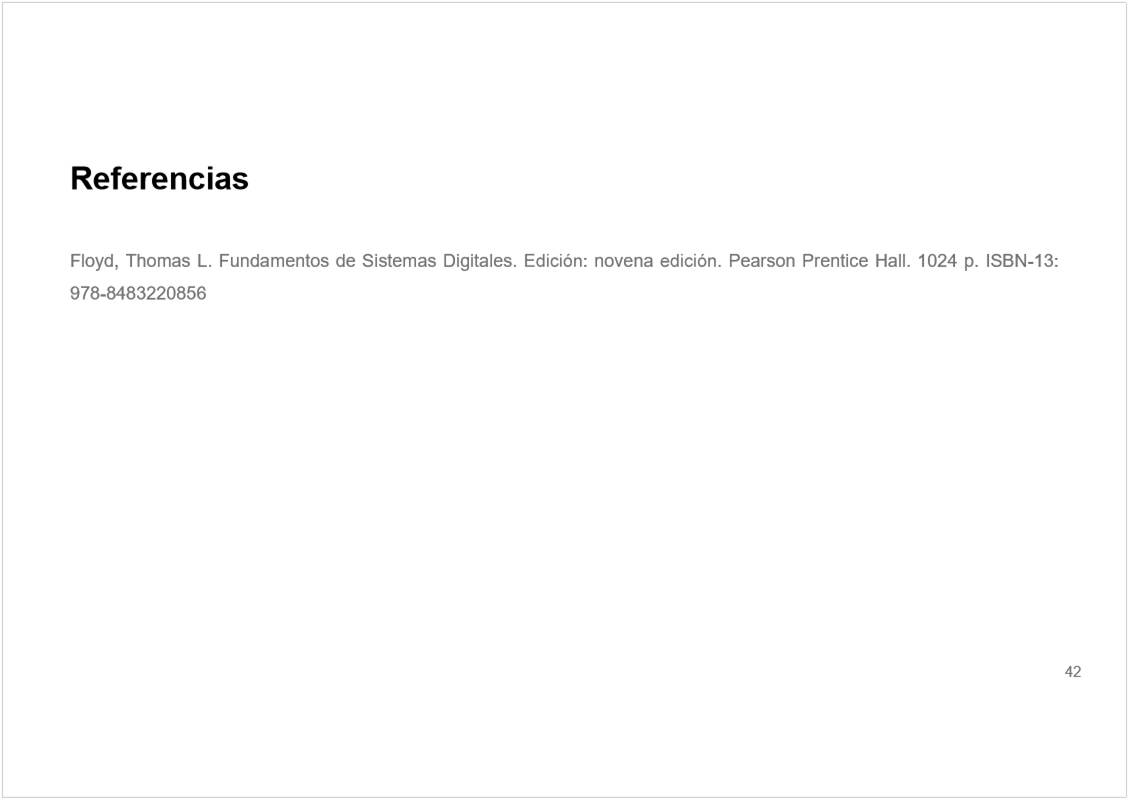 Referencias
Floyd, Thomas L. Fundamentos de Sistemas Digitales. Edición: novena edición. Pearson Prentice Hall. 1024 p. ISBN-13:
978-8483220856
42